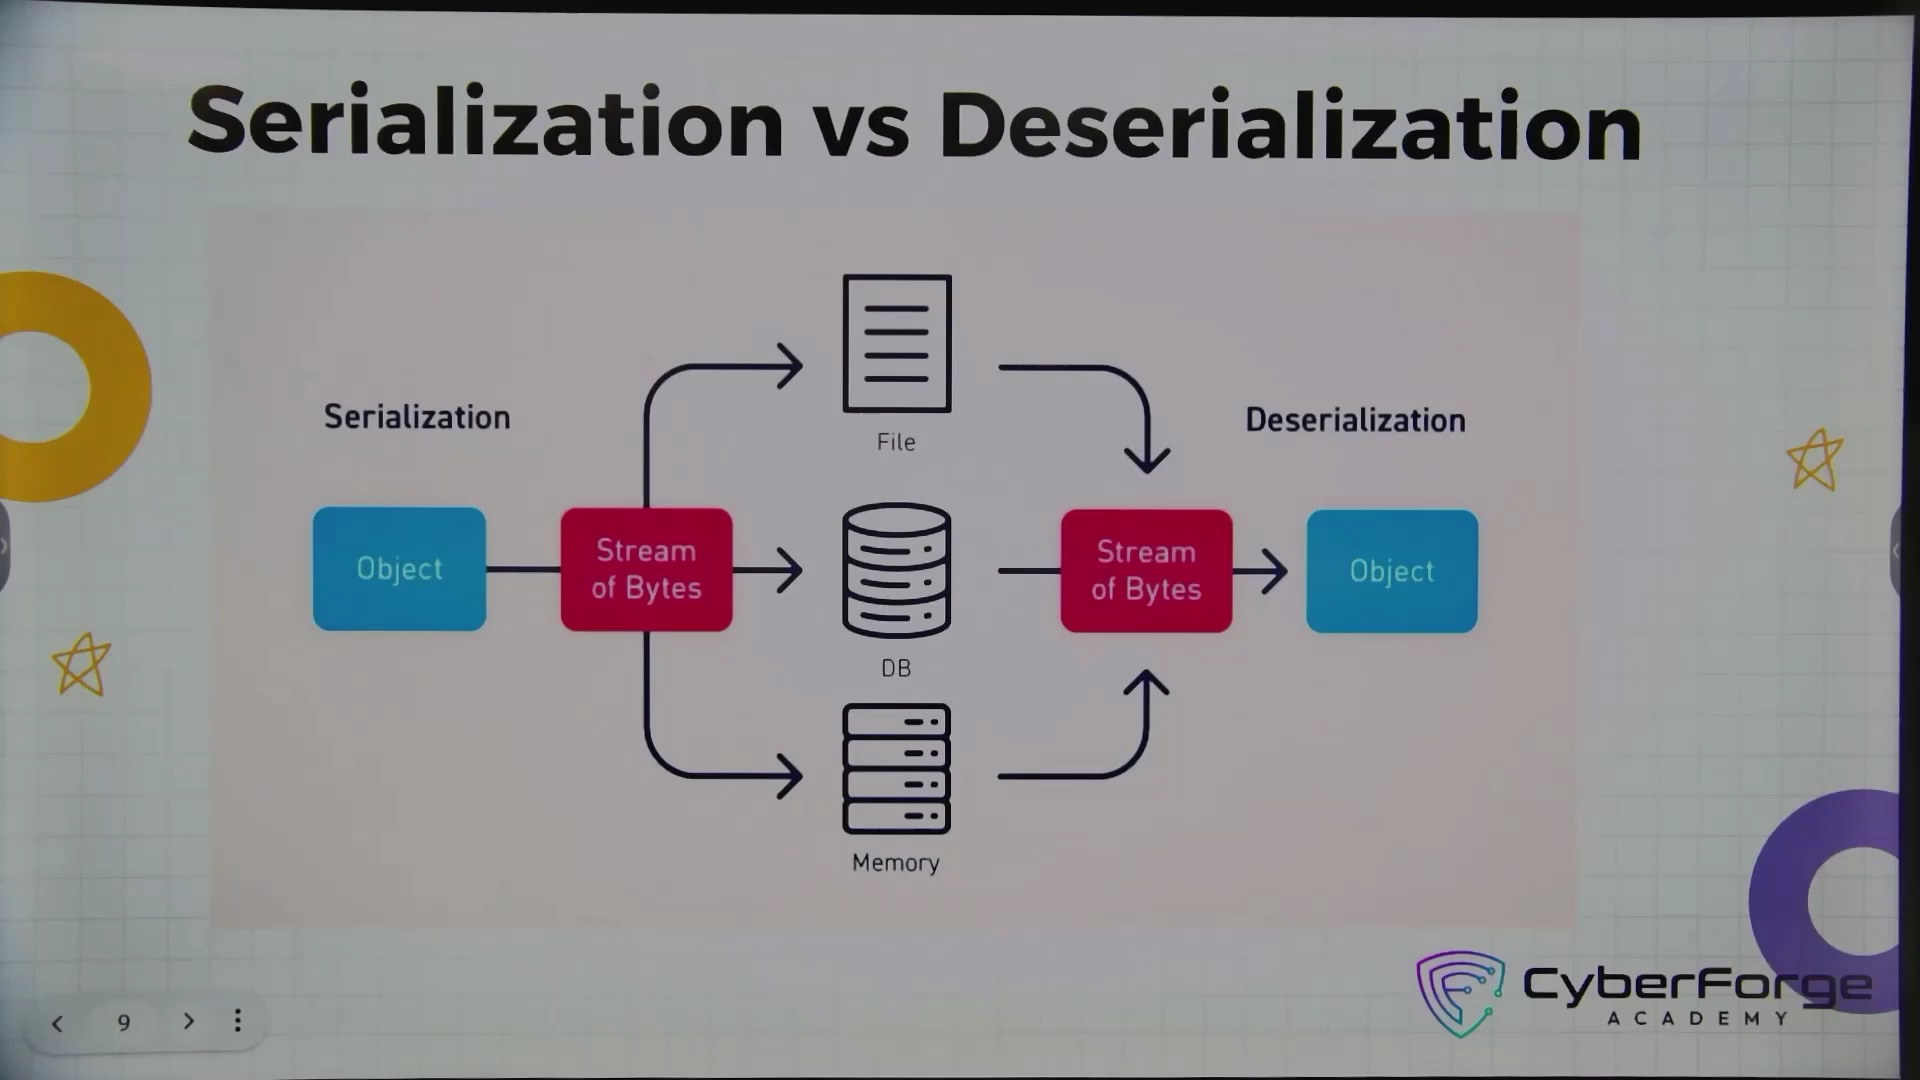 Serialization vs Deserialization
File
Serialization
Deserialization
Object
Stream
of Bytes
Stream
of Bytes
Object
DB
Memory
9
CyberForge
ACADEMY